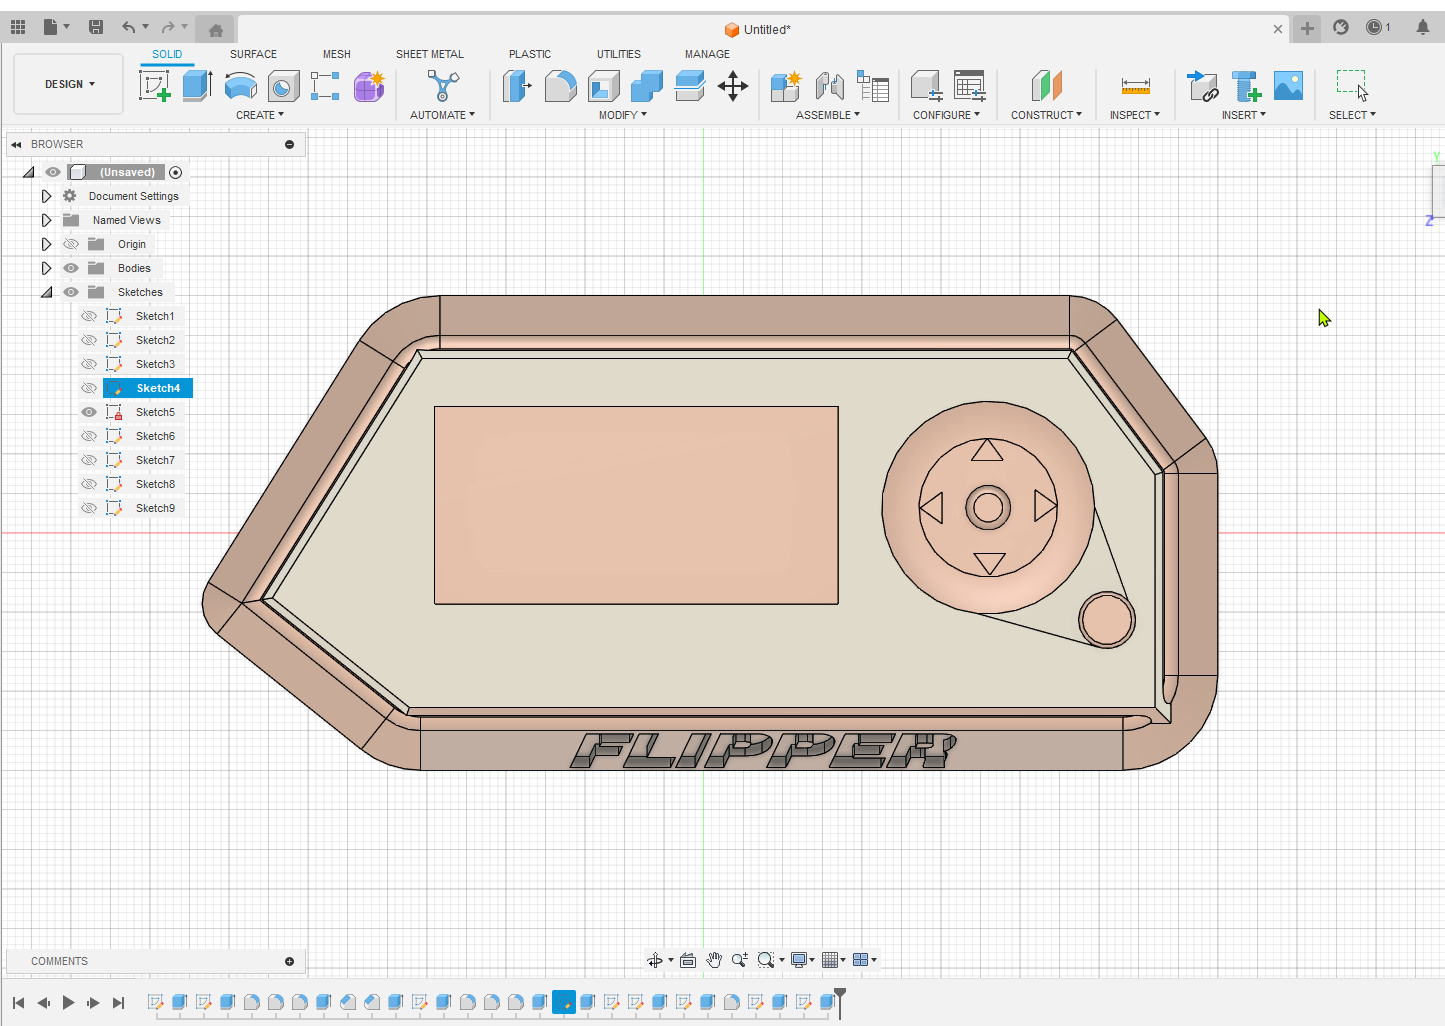 Untitled*
1
DESIGN
SOLID
SURFACE
MESH
SHEET METAL
PLASTIC
UTILITIES
MANAGE
CREATE
AUTOMATE
MODIFY
ASSEMBLE
CONFIGURE
CONSTRUCT
INSPECT
INSERT
SELECT
BROWSER
(Unsaved)
Document Settings
Named Views
Origin
Bodies
Sketches
Sketch1
Sketch2
Sketch3
Sketch4
Sketch5
Sketch6
Sketch7
Sketch8
Sketch9
Y
Z
FLIPPER
COMMENTS